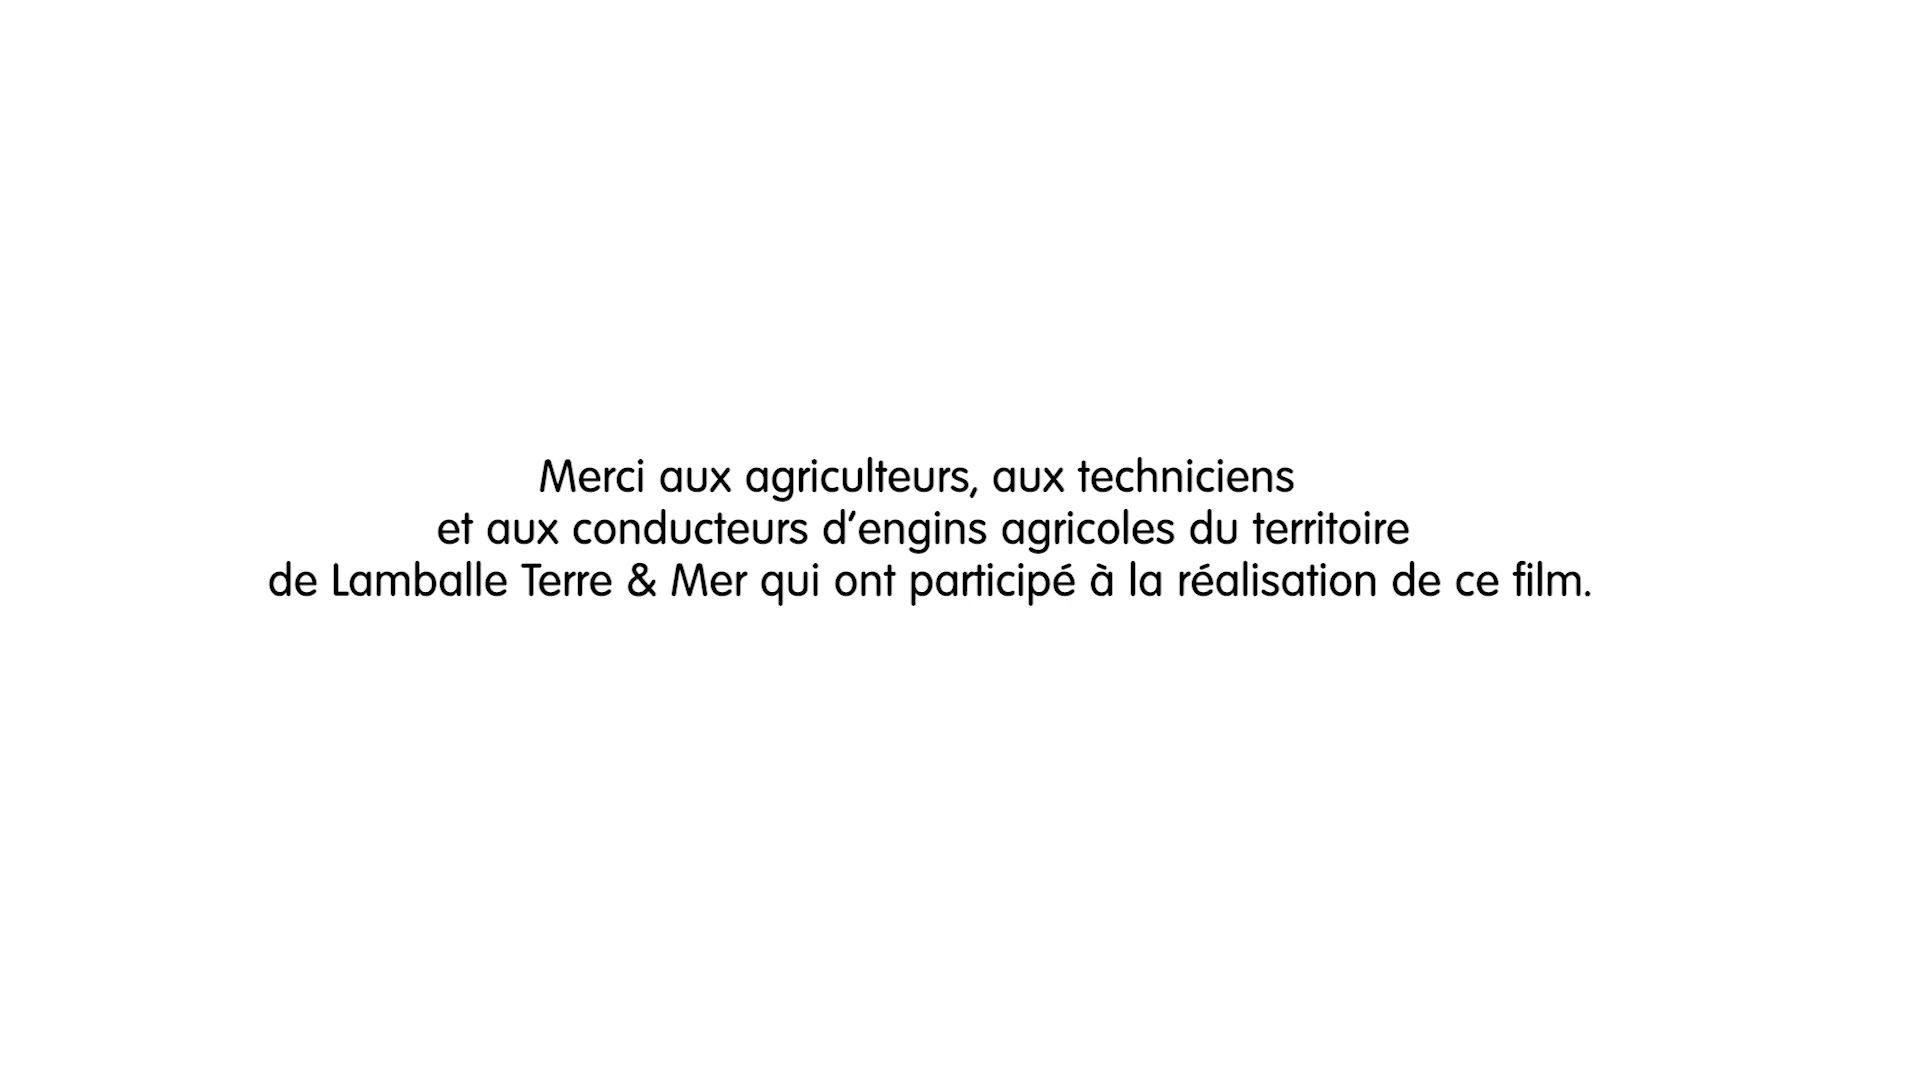 Merci aux agriculteurs, aux techniciens
et aux conducteurs d’engins agricoles du territoire
de Lamballe Terre & Mer qui ont participé à la réalisation de ce film.